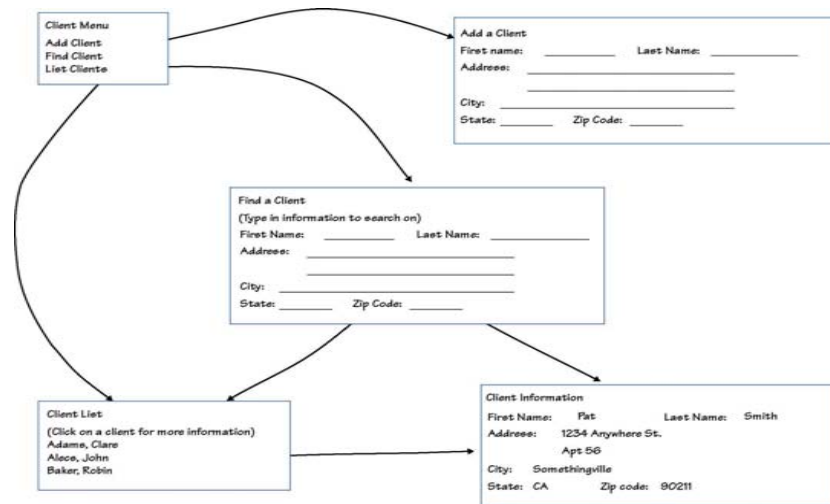 Client Menu
Add Client
Find Client
List Clients
Add a Client
First name: Last Name:
Address:
City:
State: Zip Code:
Find a Client
(Type in information to search on)
First Name: Last Name:
Address:
City:
State: Zip Code:
Client List
(Click on a client for more information)
Adams, Clare
Alecs, John
Baker, Robin
Client Information
First Name: Pat Last Name: Smith
Address: 1234 Anywhere St.
Apt 56
City: Somethingville
State: CA Zip code: 90211